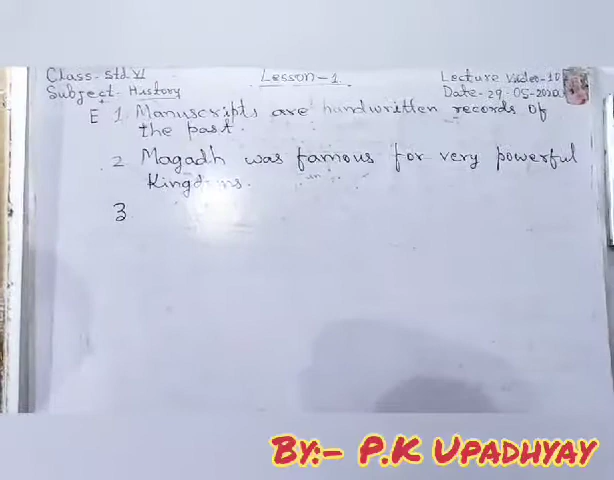 Class- Std.VI
Lesson-1
Lecture Video-10
Subject- History
Date-29-05-2020
E 1. Manuscripts are handwritten records of
the past.
2 Magadh was famous for very powerful
Kingdoms.
3
By:- P.K Upadhyay